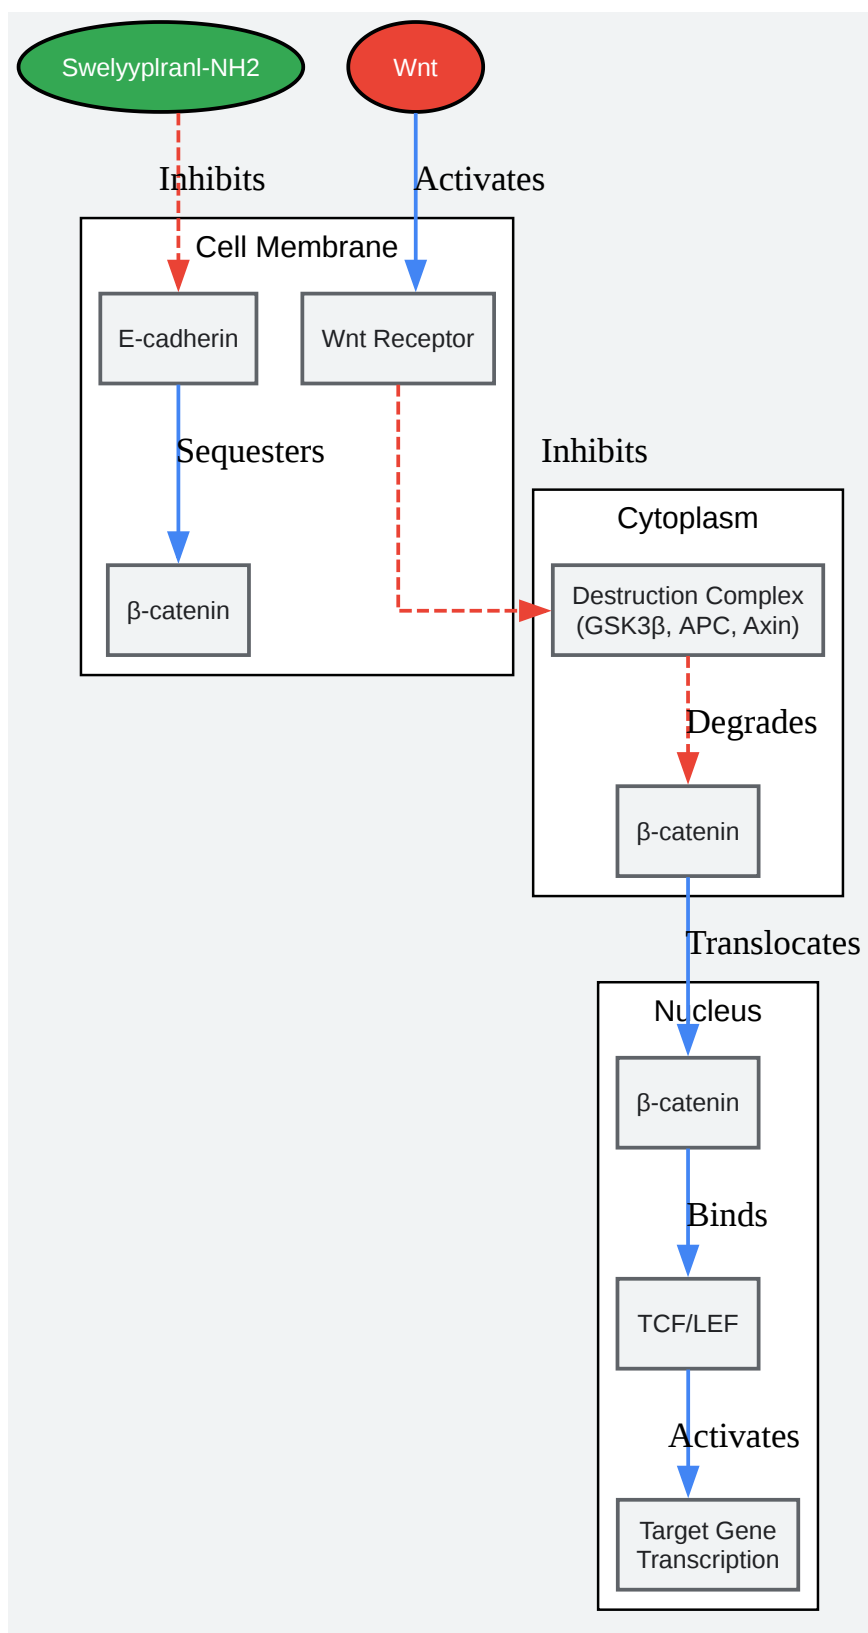 Swelyyplranl-NH2
Wnt
Inhibits
Activates
Cell Membrane
E-cadherin
Wnt Receptor
Sequesters
Inhibits
Cytoplasm
β-catenin
Destruction Complex
(GSK3β, APC, Axin)
Degrades
β-catenin
Translocates
Nucleus
β-catenin
Binds
TCF/LEF
Activates
Target Gene
Transcription